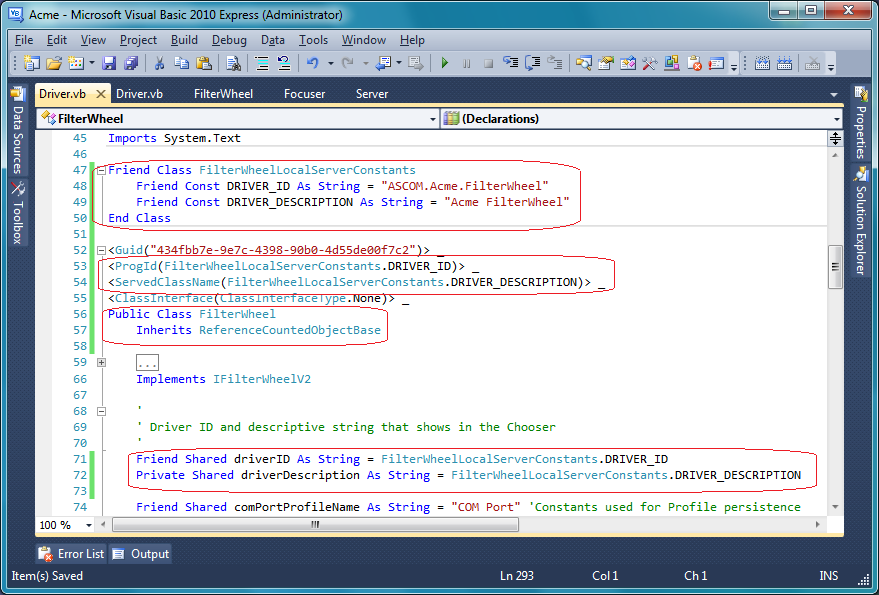 Acme - Microsoft Visual Basic 2010 Express (Administrator)
File Edit View Project Build Debug Data Tools Window Help
Driver.vb Driver.vb FilterWheel Focuser Server
FilterWheel (Declarations)
Data Sources
Toolbox
45 Imports System.Text
46
47 Friend Class FilterWheelLocalServerConstants
48 Friend Const DRIVER_ID As String = "ASCOM.Acme.FilterWheel"
49 Friend Const DRIVER_DESCRIPTION As String = "Acme FilterWheel"
50 End Class
51
52 <Guid("434fbb7e-9e7c-4398-90b0-4d55de00f7c2")> _
53 <ProgId(FilterWheelLocalServerConstants.DRIVER_ID)> _
54 <ServedClassName(FilterWheelLocalServerConstants.DRIVER_DESCRIPTION)> _
55 <ClassInterface(ClassInterfaceType.None)> _
56 Public Class FilterWheel
57 Inherits ReferenceCountedObjectBase
58
59 ...
66 Implements IFilterWheelV2
67
68 '
69 ' Driver ID and descriptive string that shows in the Chooser
70 '
71 Friend Shared driverID As String = FilterWheelLocalServerConstants.DRIVER_ID
72 Private Shared driverDescription As String = FilterWheelLocalServerConstants.DRIVER_DESCRIPTION
73
74 Friend Shared comPortProfileName As String = "COM Port" 'Constants used for Profile persistence
Properties
Solution Explorer
100 %
Error List Output
Item(s) Saved Ln 293 Col 1 Ch 1 INS